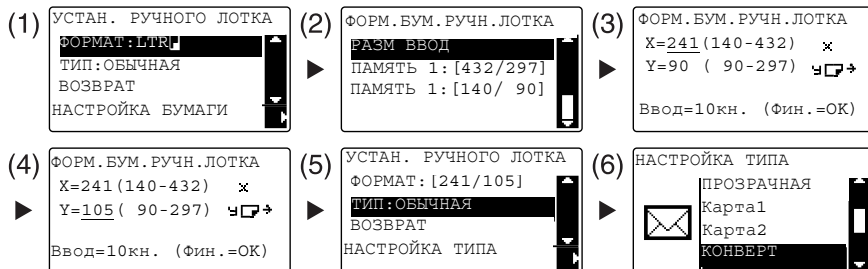 (1)
УСТАН. РУЧНОГО ЛОТКА
ФОРМАТ:LTR
ТИП:ОБЫЧНАЯ
ВОЗВРАТ
НАСТРОЙКА БУМАГИ
(2)
ФОРМ.БУМ.РУЧН.ЛОТКА
РАЗМ ВВОД
ПАМЯТЬ 1:[432/297]
ПАМЯТЬ 1:[140/ 90]
(3)
ФОРМ.БУМ.РУЧН.ЛОТКА
X=241(140-432) X
Y=90 ( 90-297) Y
Ввод=10кн. (Фин.=OK)
(4)
ФОРМ.БУМ.РУЧН.ЛОТКА
X=241(140-432) X
Y=105( 90-297) Y
Ввод=10кн. (Фин.=OK)
(5)
УСТАН. РУЧНОГО ЛОТКА
ФОРМАТ:[241/105]
ТИП:ОБЫЧНАЯ
ВОЗВРАТ
НАСТРОЙКА ТИПА
(6)
НАСТРОЙКА ТИПА
ПРОЗРАЧНАЯ
Карта1
Карта2
КОНВЕРТ